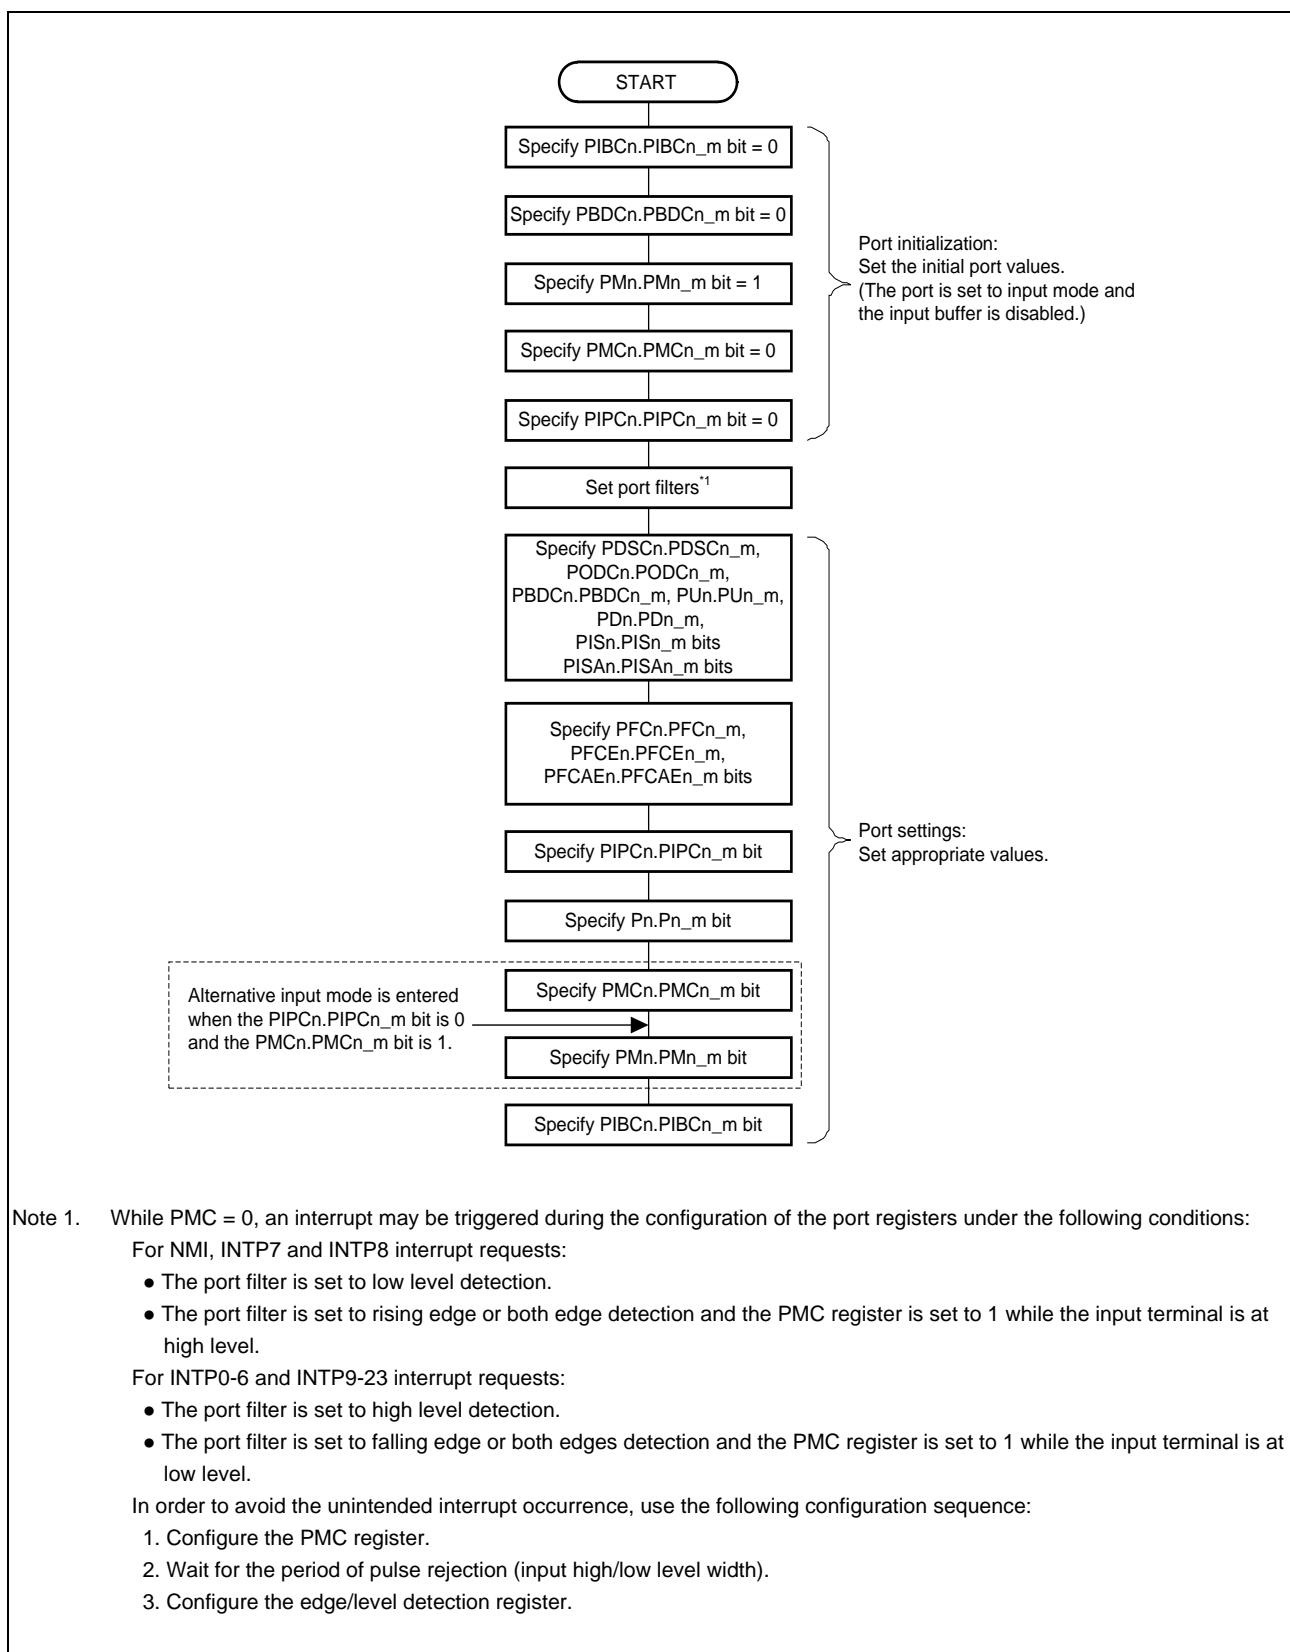 START
Specify PIBCn.PIBCn_m bit = 0
Specify PBDCn.PBDCn_m bit = 0
Specify PMn.PMn_m bit = 1
Specify PMCn.PMCn_m bit = 0
Specify PIPCn.PIPCn_m bit = 0
Port initialization:
Set the initial port values.
(The port is set to input mode and
the input buffer is disabled.)
Set port filters*1
Specify PDSCn.PDSCn_m,
PODCn.PODCn_m,
PBDCn.PBDCn_m, PUn.PUn_m,
PDn.PDn_m,
PISn.PISn_m bits
PISAn.PISAn_m bits
Specify PFCn.PFCn_m,
PFCEn.PFCEn_m,
PFCAEn.PFCAEn_m bits
Specify PIPCn.PIPCn_m bit
Port settings:
Set appropriate values.
Specify Pn.Pn_m bit
Specify PMCn.PMCn_m bit
Alternative input mode is entered
when the PIPCn.PIPCn_m bit is 0
and the PMCn.PMCn_m bit is 1.
Specify PMn.PMn_m bit
Specify PIBCn.PIBCn_m bit
Note 1. While PMC = 0, an interrupt may be triggered during the configuration of the port registers under the following conditions:
For NMI, INTP7 and INTP8 interrupt requests:
● The port filter is set to low level detection.
● The port filter is set to rising edge or both edge detection and the PMC register is set to 1 while the input terminal is at
high level.
For INTP0-6 and INTP9-23 interrupt requests:
● The port filter is set to high level detection.
● The port filter is set to falling edge or both edges detection and the PMC register is set to 1 while the input terminal is at
low level.
In order to avoid the unintended interrupt occurrence, use the following configuration sequence:
1. Configure the PMC register.
2. Wait for the period of pulse rejection (input high/low level width).
3. Configure the edge/level detection register.